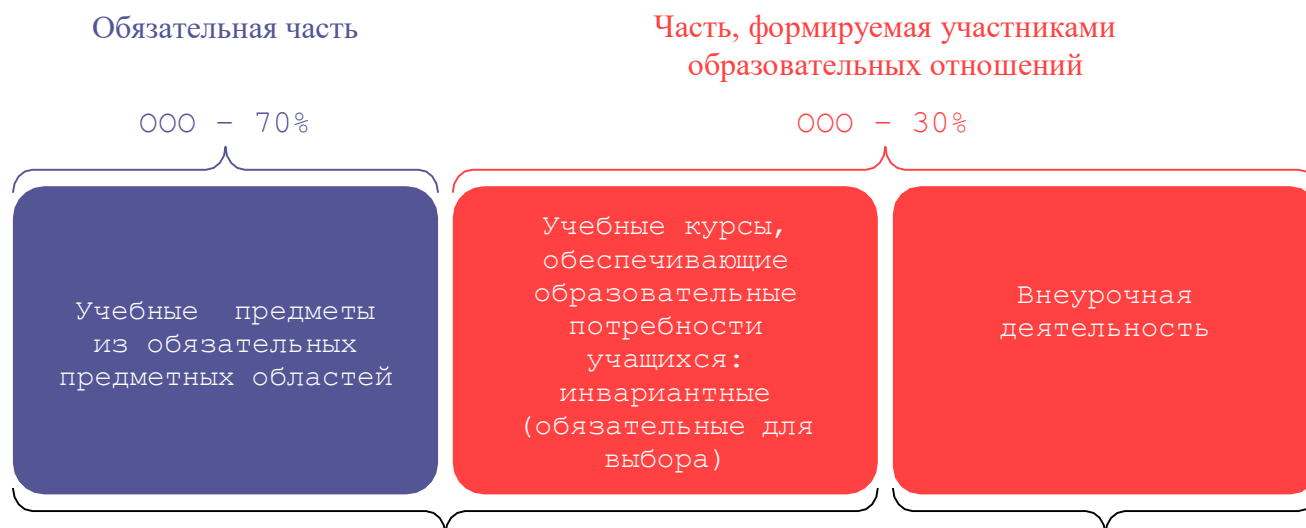 Обязательная часть
Часть, формируемая участниками
образовательных отношений
ООО – 70%
ООО – 30%
Учебные предметы
из обязательных
предметных областей
Учебные курсы,
обеспечивающие
образовательные
потребности
учащихся:
инвариантные
(обязательные для
выбора)
Внеурочная
деятельность